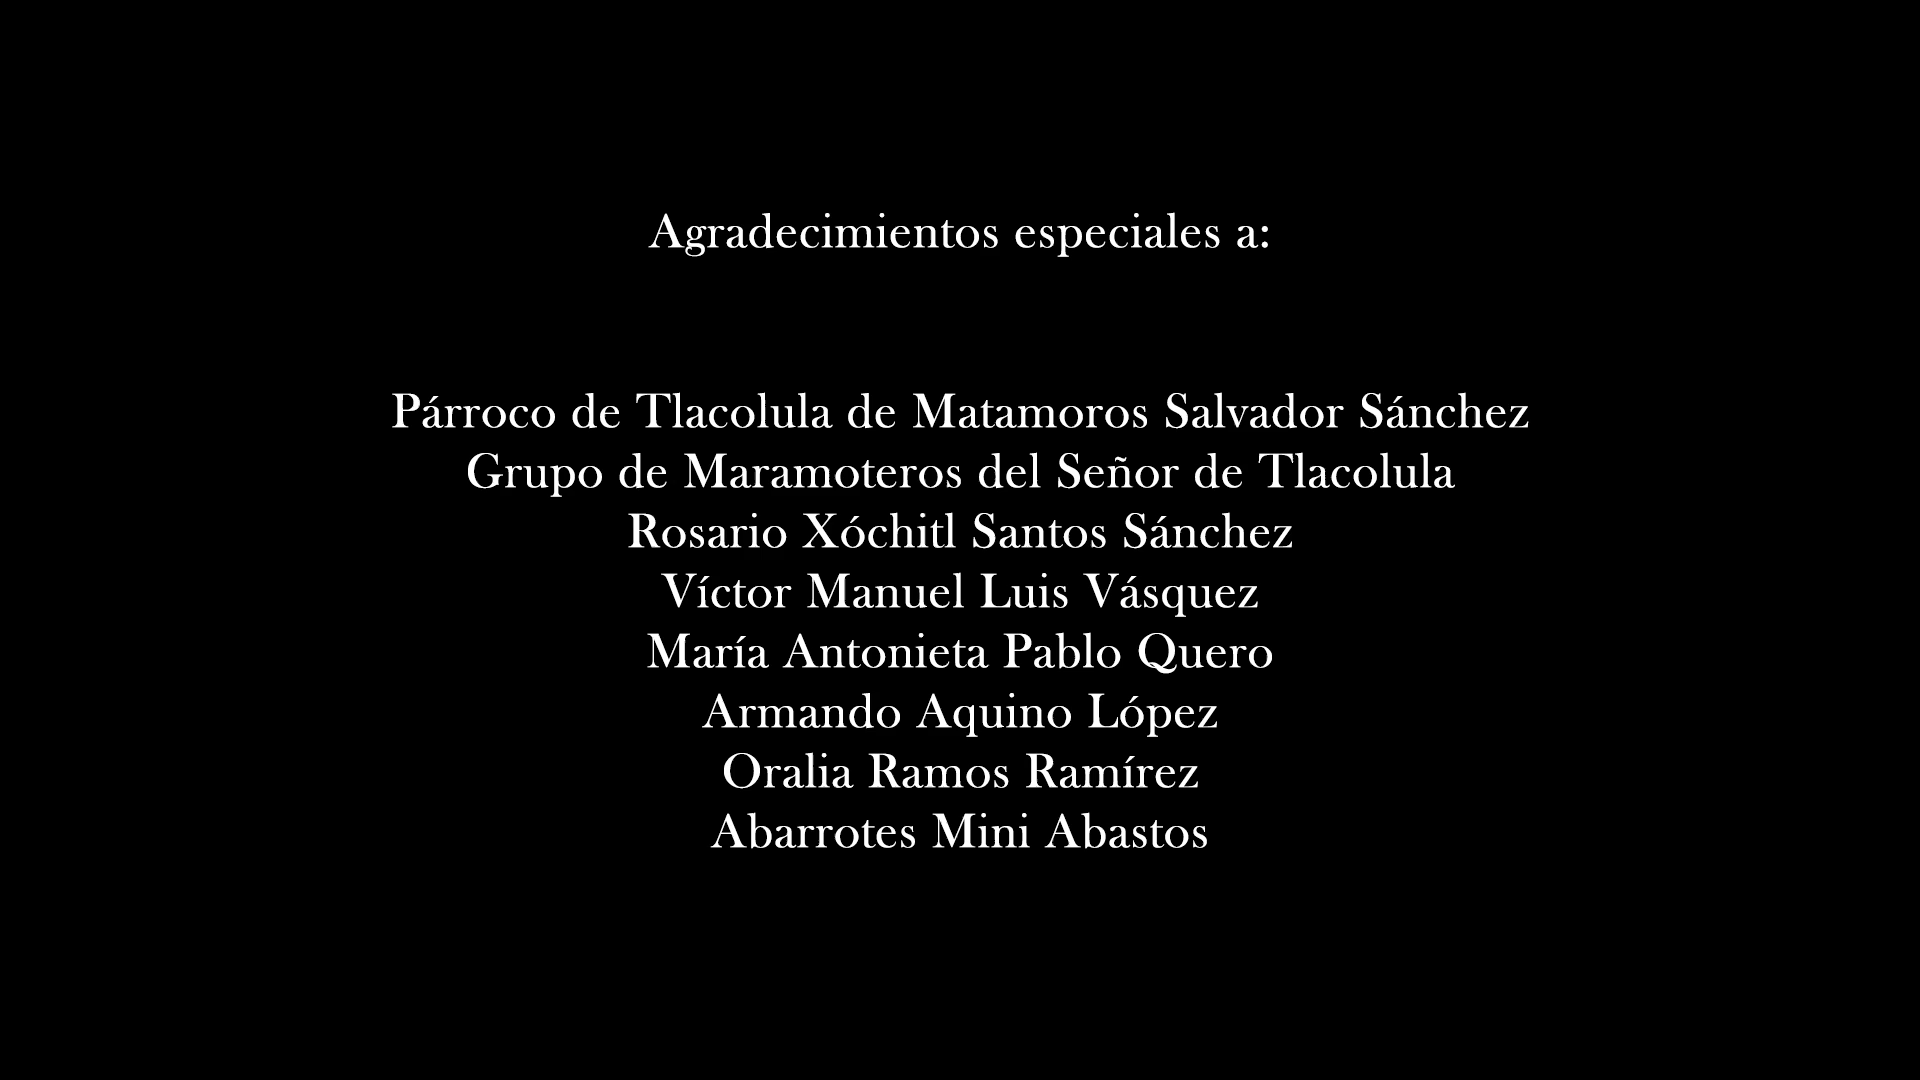 Agradecimientos especiales a:
Párroco de Tlacolula de Matamoros Salvador Sánchez
Grupo de Maramoteros del Señor de Tlacolula
Rosario Xóchitl Santos Sánchez
Víctor Manuel Luis Vásquez
María Antonieta Pablo Quero
Armando Aquino López
Oralia Ramos Ramírez
Abarrotes Mini Abastos